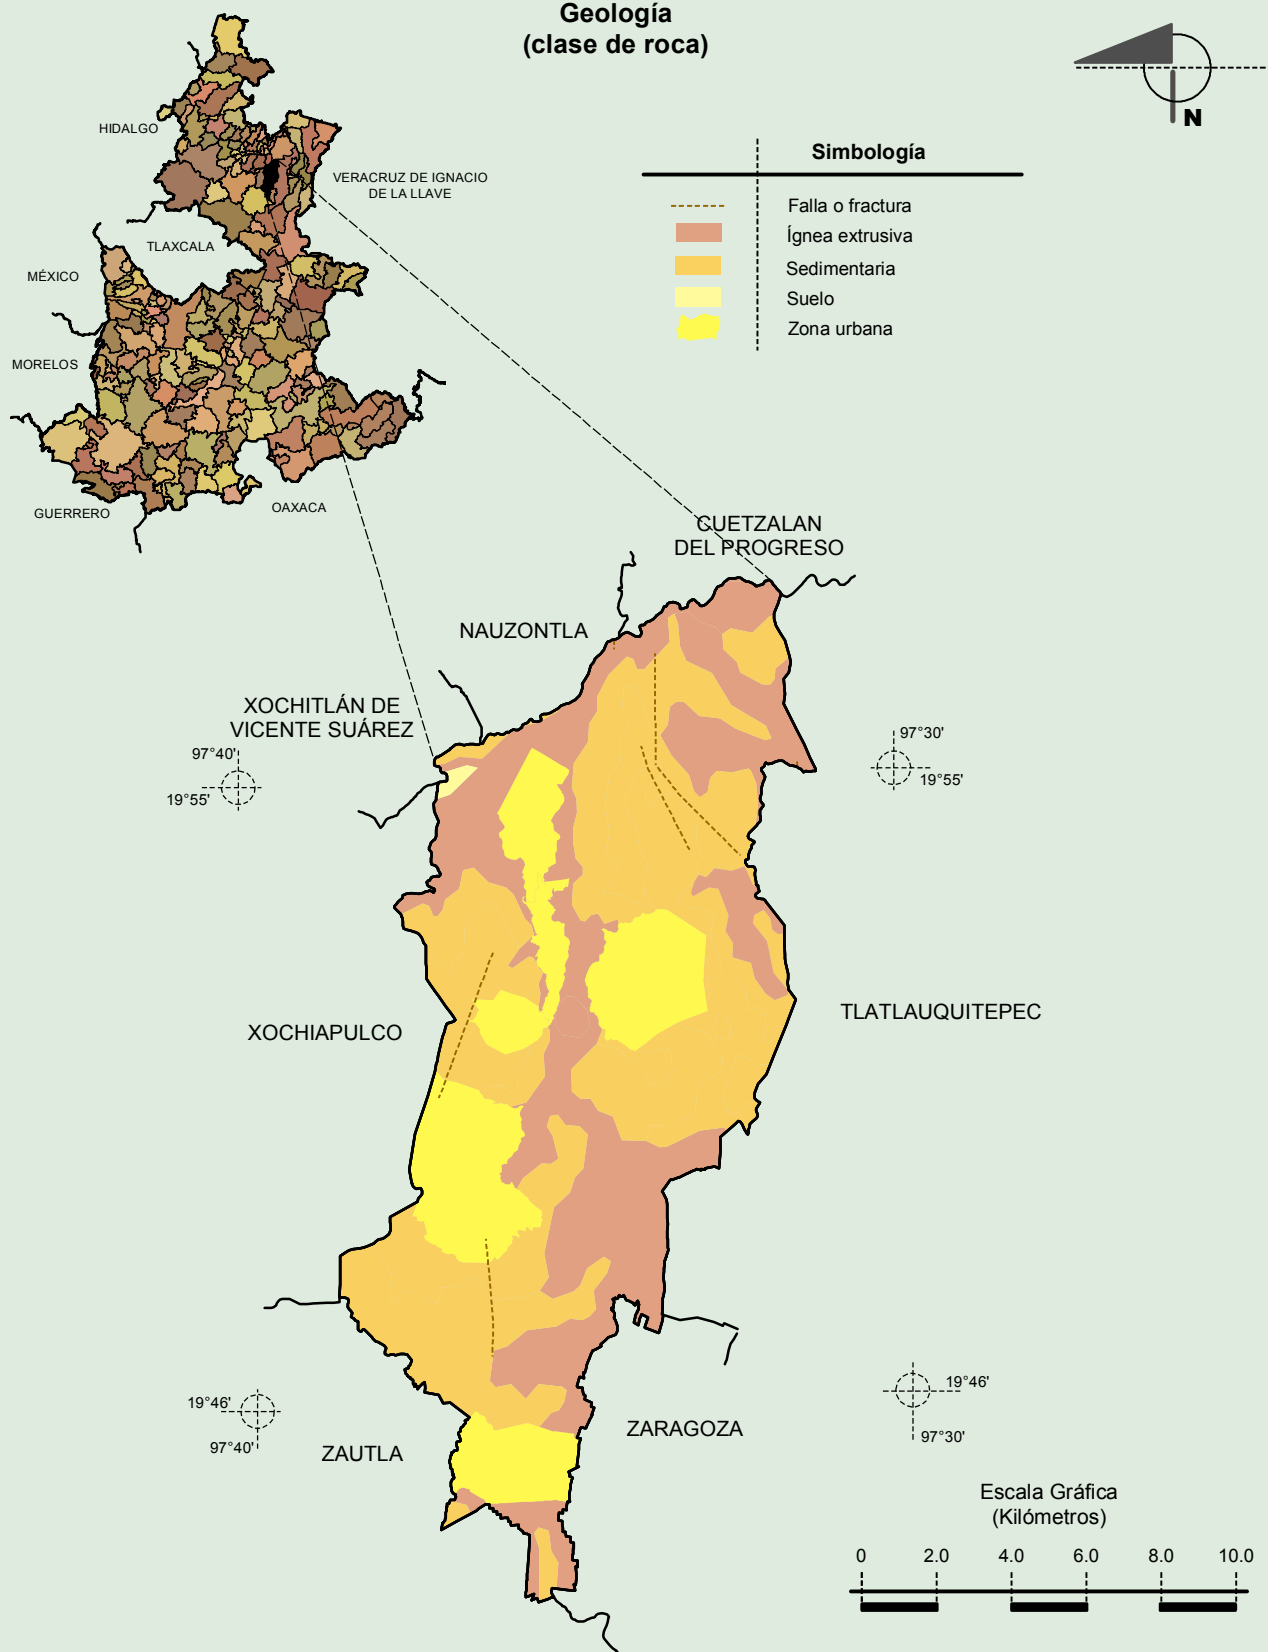 Geología
(clase de roca)
N
HIDALGO
VERACRUZ DE IGNACIO
DE LA LLAVE
TLAXCALA
MÉXICO
MORELOS
GUERRERO
OAXACA
Simbología
Falla o fractura
Ígnea extrusiva
Sedimentaria
Suelo
Zona urbana
CUETZALAN
DEL PROGRESO
NAUZONTLA
XOCHITLÁN DE
VICENTE SUÁREZ
97°40'
19°55'
97°30'
19°55'
XOCHIAPULCO
TLATLAUQUITEPEC
19°46'
97°40'
ZAUTLA
ZARAGOZA
19°46'
97°30'
Escala Gráfica
(Kilómetros)
0 2.0 4.0 6.0 8.0 10.0